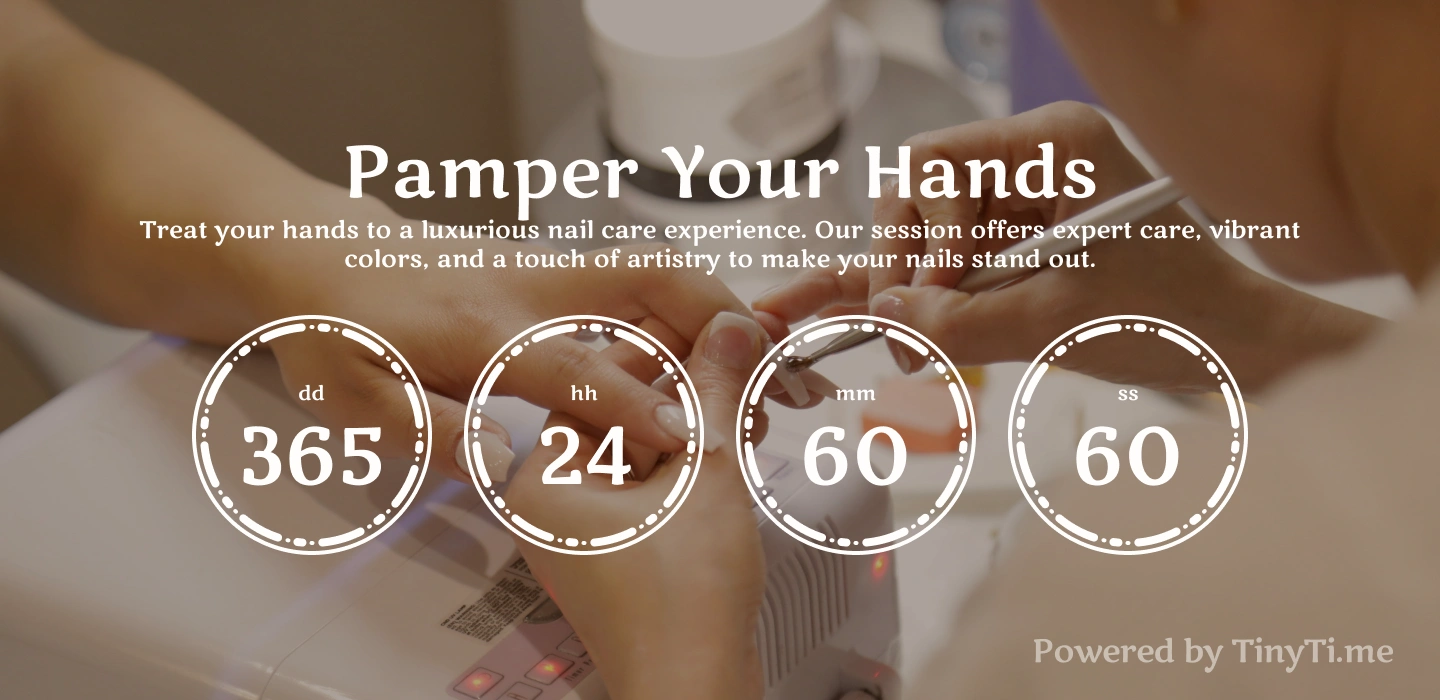 Pamper Your Hands
Treat your hands to a luxurious nail care experience. Our session offers expert care, vibrant
colors, and a touch of artistry to make your nails stand out.
dd hh mm ss
365 24 60 60
Powered by TinyTi.me